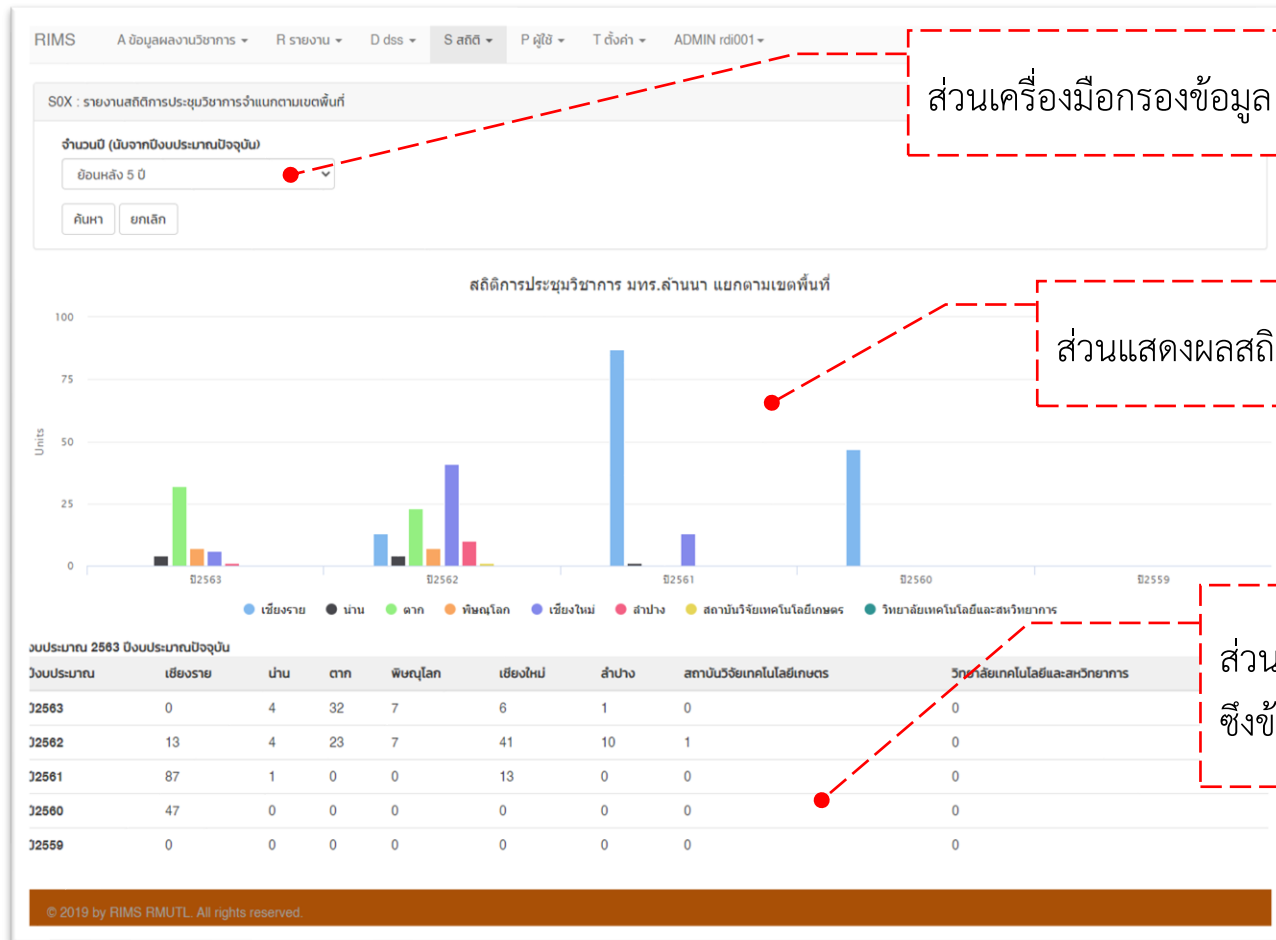 RIMS A ข้อมูลผลงานวิชาการ R รายงาน D dss S สถิติ P ผู้ใช้ T ตั้งค่า ADMIN rdi001
ส่วนเครื่องมือกรองข้อมูล
S0X : รายงานสถิติการประชุมวิชาการจำแนกตามเขตพื้นที่
จำนวนปี (นับจากปีงบประมาณปัจจุบัน)
ย้อนหลัง 5 ปี
ค้นหา ยกเลิก
สถิติการประชุมวิชาการ มทร.ล้านนา แยกตามเขตพื้นที่
ส่วนแสดงผลสถิ
100
75
50
25
0
Units
ปี2563 ปี2562 ปี2561 ปี2560 ปี2559
เชียงราย น่าน ตาก พิษณุโลก เชียงใหม่ ลำปาง สถาบันวิจัยเทคโนโลยีเกษตร วิทยาลัยเทคโนโลยีและสหวิทยาการ
ส่วน
ซึ่งข้
งบประมาณ 2563 ปีงบประมาณปัจจุบัน
ปีงบประมาณ เชียงราย น่าน ตาก พิษณุโลก เชียงใหม่ ลำปาง สถาบันวิจัยเทคโนโลยีเกษตร วิทยาลัยเทคโนโลยีและสหวิทยาการ
ปี2563 0 4 32 7 6 1 0 0
ปี2562 13 4 23 7 41 10 1 0
ปี2561 87 1 0 0 13 0 0 0
ปี2560 47 0 0 0 0 0 0 0
ปี2559 0 0 0 0 0 0 0 0
© 2019 by RIMS RMUTL. All rights reserved.